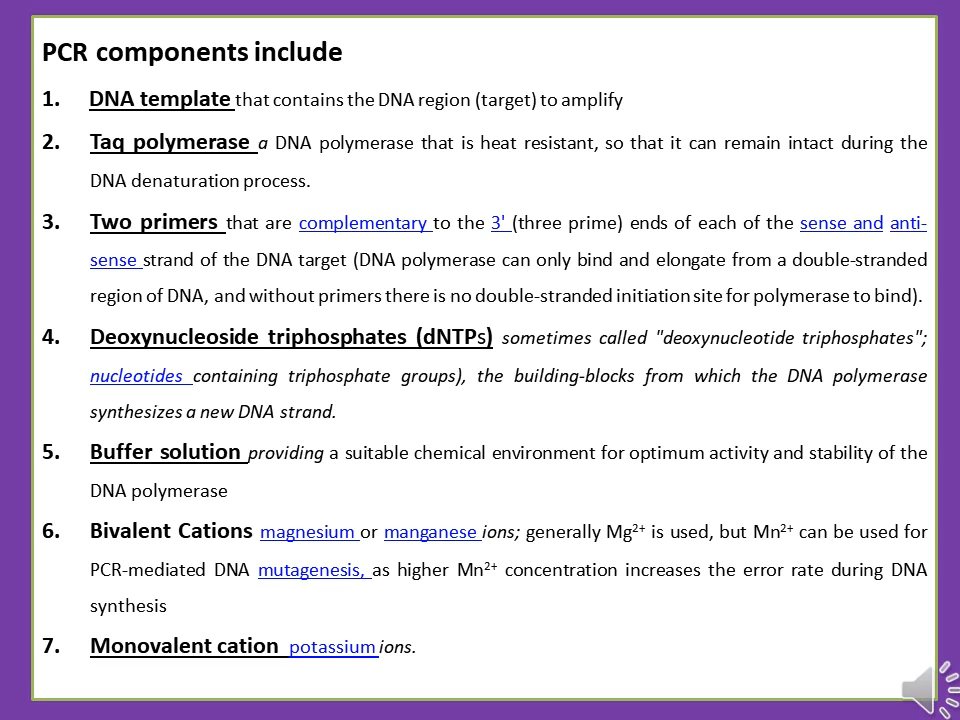 PCR components include
1. DNA template that contains the DNA region (target) to amplify
2. Taq polymerase a DNA polymerase that is heat resistant, so that it can remain intact during the
DNA denaturation process.
3. Two primers that are complementary to the 3' (three prime) ends of each of the sense and anti-
sense strand of the DNA target (DNA polymerase can only bind and elongate from a double-stranded
region of DNA, and without primers there is no double-stranded initiation site for polymerase to bind).
4. Deoxynucleoside triphosphates (dNTPs) sometimes called "deoxynucleotide triphosphates";
nucleotides containing triphosphate groups), the building-blocks from which the DNA polymerase
synthesizes a new DNA strand.
5. Buffer solution providing a suitable chemical environment for optimum activity and stability of the
DNA polymerase
6. Bivalent Cations magnesium or manganese ions; generally Mg²⁺ is used, but Mn²⁺ can be used for
PCR-mediated DNA mutagenesis, as higher Mn²⁺ concentration increases the error rate during DNA
synthesis
7. Monovalent cation potassium ions.